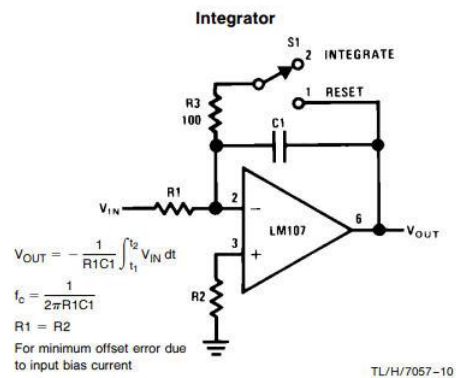 Integrator
S1
2 INTEGRATE
1 RESET
R3
100
C1
R1
VIN
2
−
LM107
6
VOUT
3
+
R2
VOUT = − 1/R1C1 ∫t1t2 VIN dt
fc = 1/2πR1C1
R1 = R2
For minimum offset error due
to input bias current
TL/H/7057–10